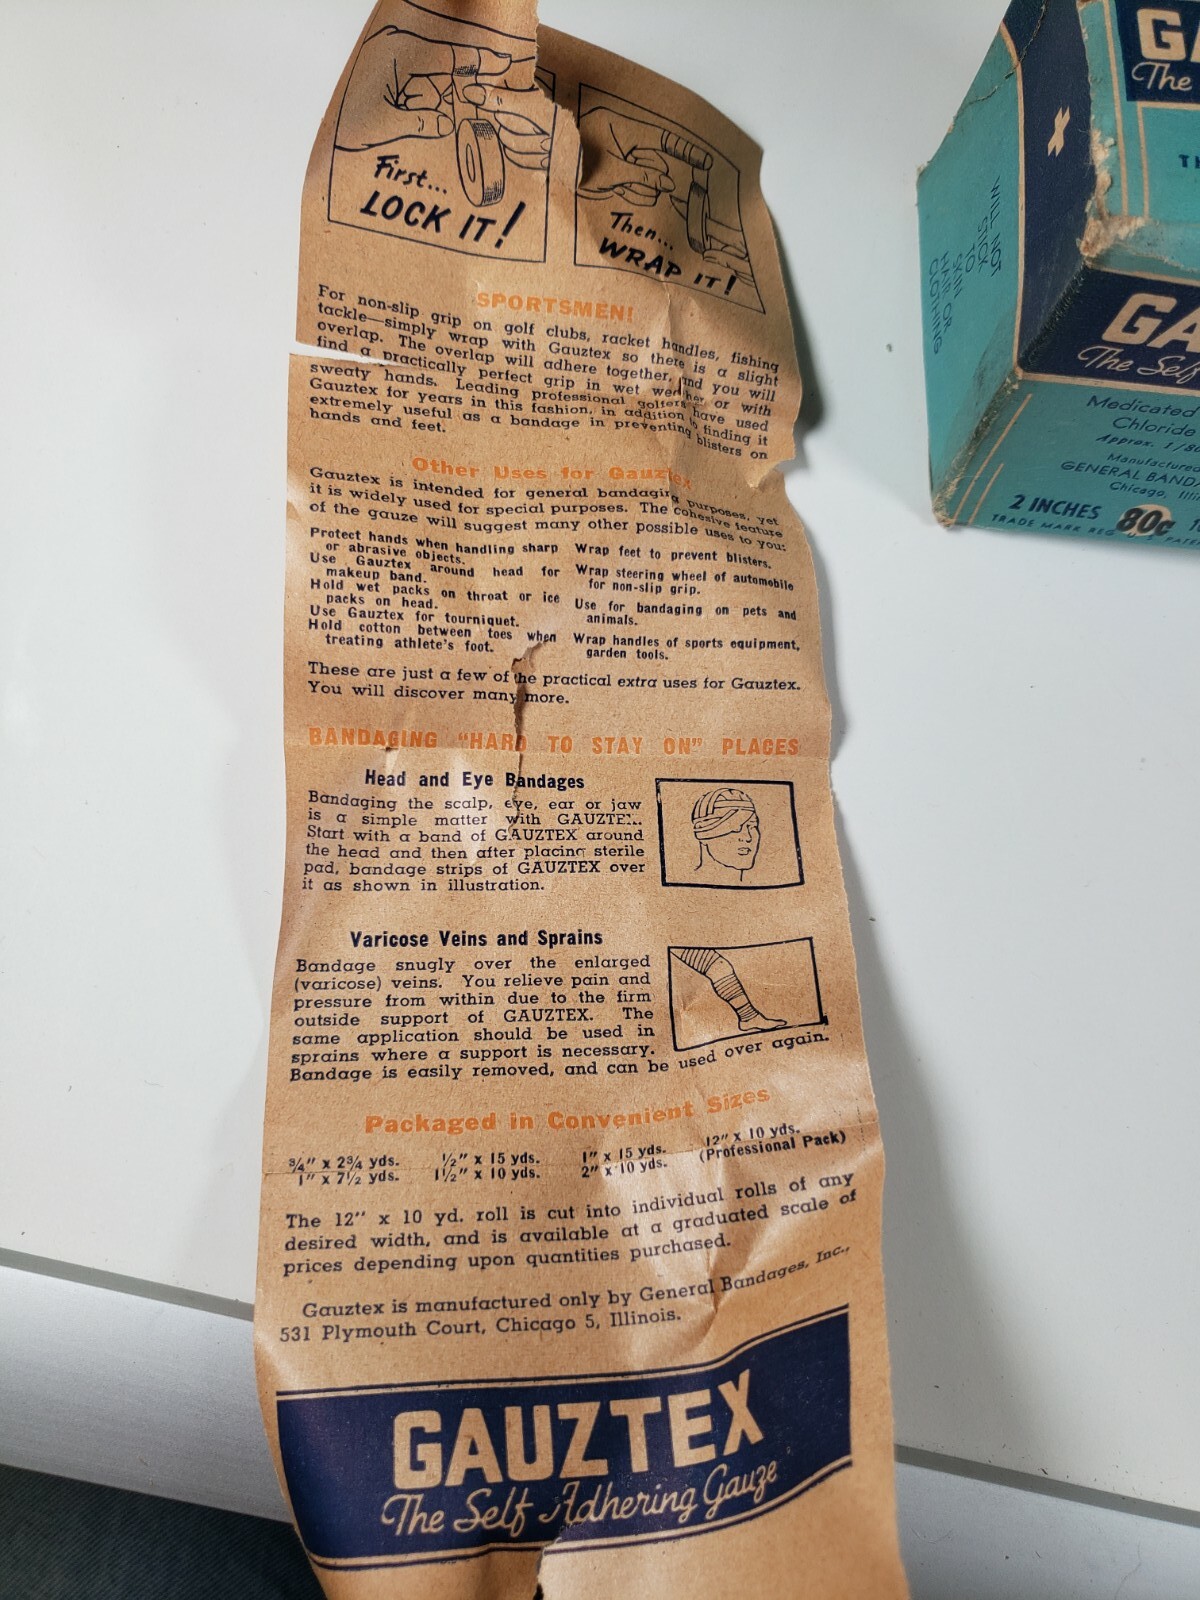 First...
LOCK IT!
Then...
WRAP IT!
SPORTSMEN!
For non-slip grip on golf clubs, racket handles, fishing
tackle—simply wrap with Gauztex so there is a slight
overlap. The overlap will adhere together, and you will
find a practically perfect grip in wet weather or with
sweaty hands. Leading professional golfers have used
Gauztex for years in this fashion, in addition to finding it
extremely useful as a bandage in preventing blisters on
hands and feet.
Other Uses for Gauztex
Gauztex is intended for general bandaging purposes, yet
it is widely used for special purposes. The cohesive feature
of the gauze will suggest many other possible uses to you:
Protect hands when handling sharp
or abrasive objects.
Use Gauztex around head for
makeup band.
Hold wet packs on throat or ice
packs on head.
Use Gauztex for tourniquet.
Hold cotton between toes when
treating athlete's foot.
Wrap feet to prevent blisters.
Wrap steering wheel of automobile
for non-slip grip.
Use for bandaging on pets and
animals.
Wrap handles of sports equipment,
garden tools.
These are just a few of the practical extra uses for Gauztex.
You will discover many more.
BANDAGING "HARD TO STAY ON" PLACES
Head and Eye Bandages
Bandaging the scalp, eye, ear or jaw
is a simple matter with GAUZTEX.
Start with a band of GAUZTEX around
the head and then after placing sterile
pad, bandage strips of GAUZTEX over
it as shown in illustration.
Varicose Veins and Sprains
Bandage snugly over the enlarged
(varicose) veins. You relieve pain and
pressure from within due to the firm
outside support of GAUZTEX. The
same application should be used in
sprains where a support is necessary.
Bandage is easily removed, and can be used over again.
Packaged in Convenient Sizes
3/4" x 2 3/4 yds. 1/2" x 15 yds. 1" x 15 yds. 12" x 10 yds.
1" x 7 1/2 yds. 1 1/2" x 10 yds. 2" x 10 yds. (Professional Pack)
The 12" x 10 yd. roll is cut into individual rolls of any
desired width, and is available at a graduated scale of
prices depending upon quantities purchased.
Gauztex is manufactured only by General Bandages, Inc.,
531 Plymouth Court, Chicago 5, Illinois.
GAUZTEX
The Self Adhering Gauze
GA
The
TH
X
WILL NOT
STICK
TO
SKIN
HAIR OR
CLOTHING
GA
The Self
Medicated
Chloride
Approx. 1/80
Manufactured
GENERAL BANDA
Chicago, Illi
2 INCHES 80c
TRADE MARK REG